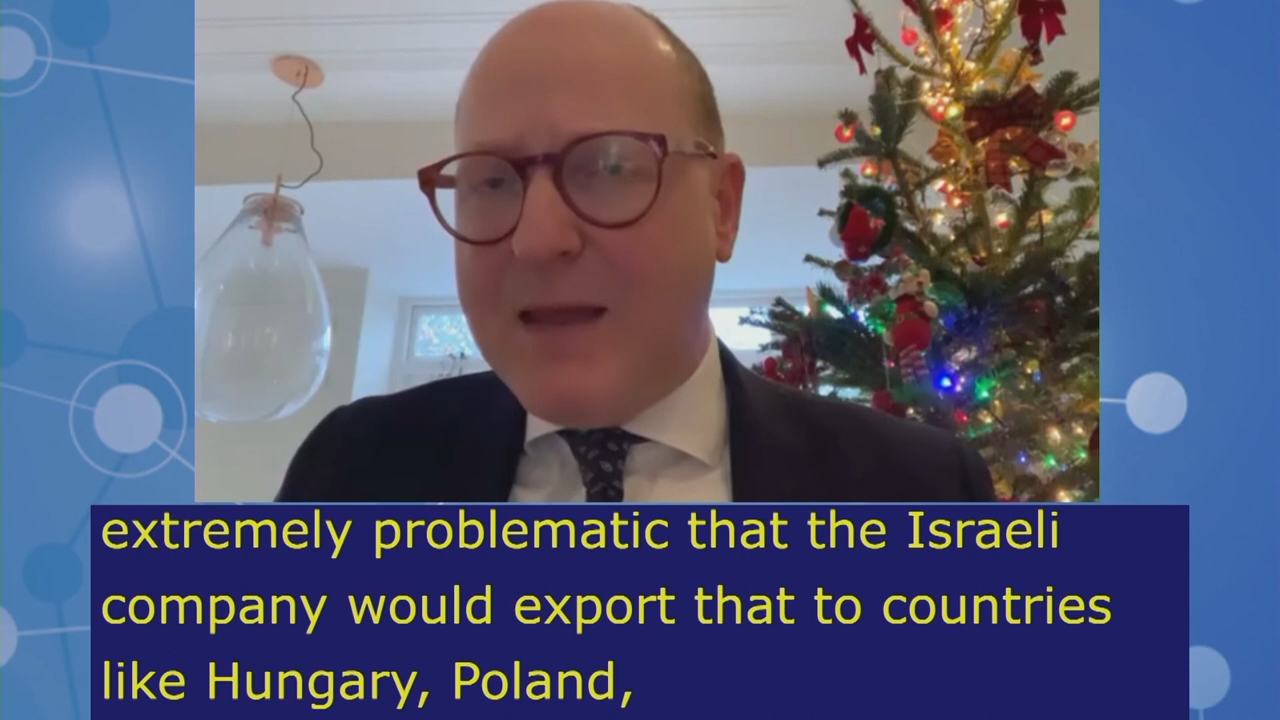 extremely problematic that the Israeli
company would export that to countries
like Hungary, Poland,